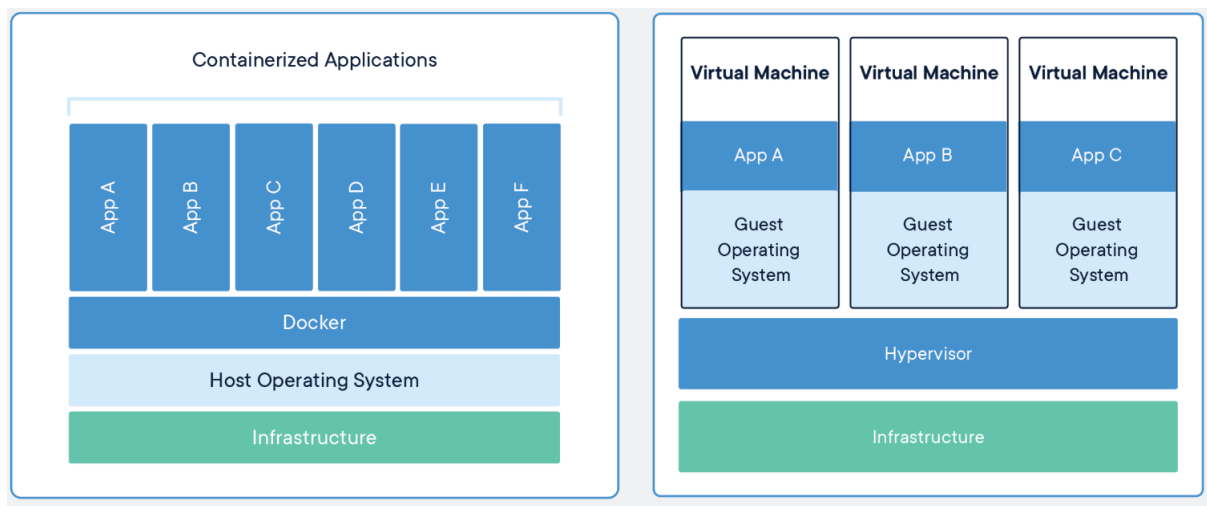 Containerized Applications
App A
App B
App C
App D
App E
App F
Docker
Host Operating System
Infrastructure
Virtual Machine
App A
Guest
Operating
System
Virtual Machine
App B
Guest
Operating
System
Virtual Machine
App C
Guest
Operating
System
Hypervisor
Infrastructure